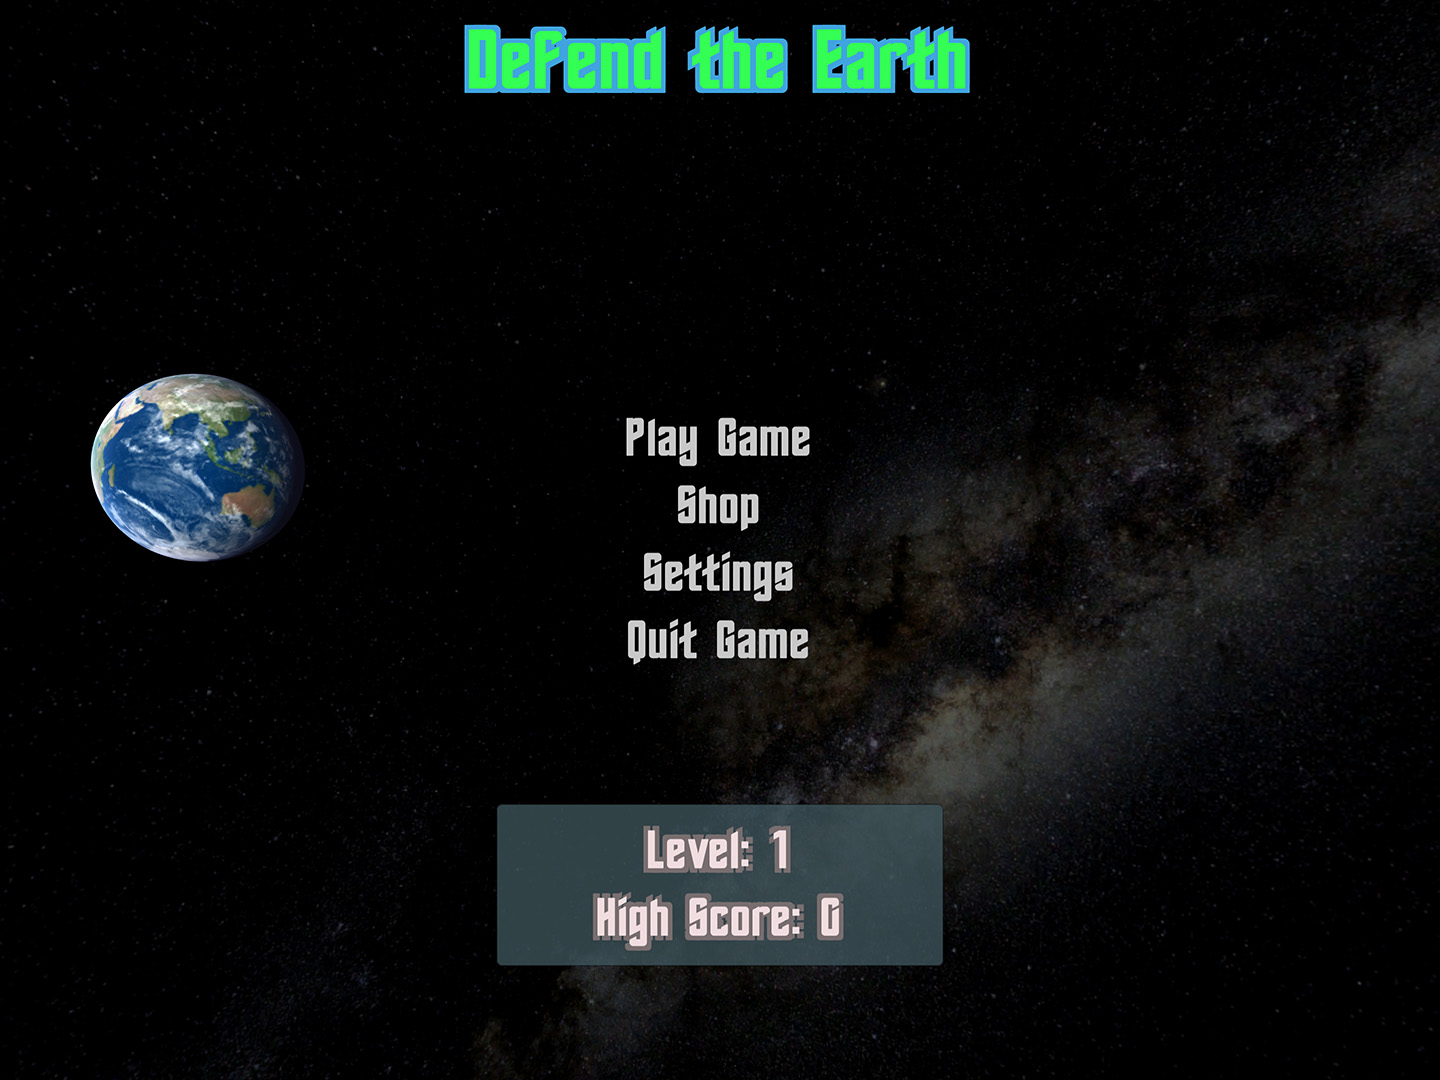 Defend the Earth
Play Game
Shop
Settings
Quit Game
Level: 1
High Score: 0